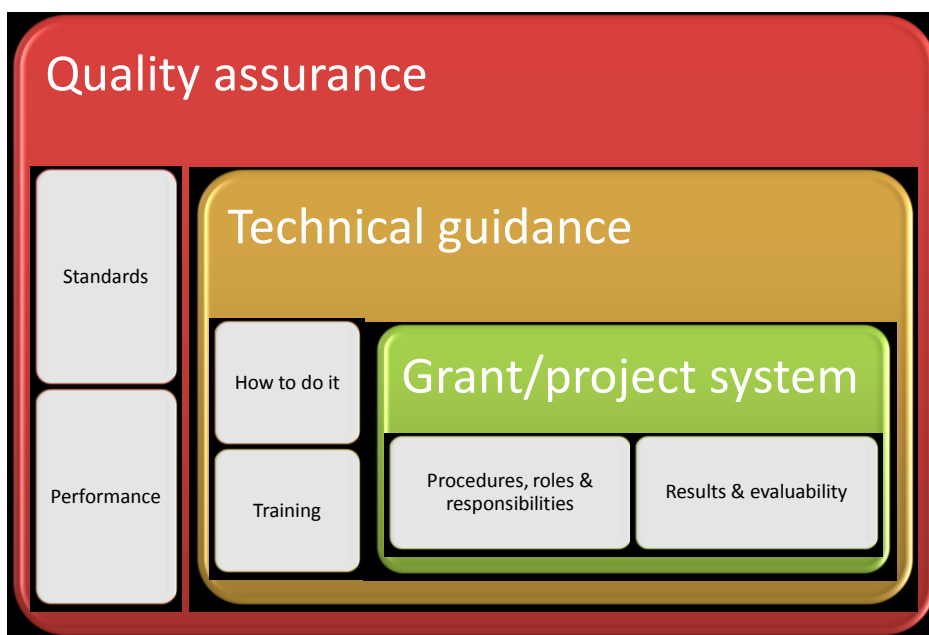 Quality assurance
Standards
Performance
Technical guidance
How to do it
Training
Grant/project system
Procedures, roles &
responsibilities
Results & evaluability